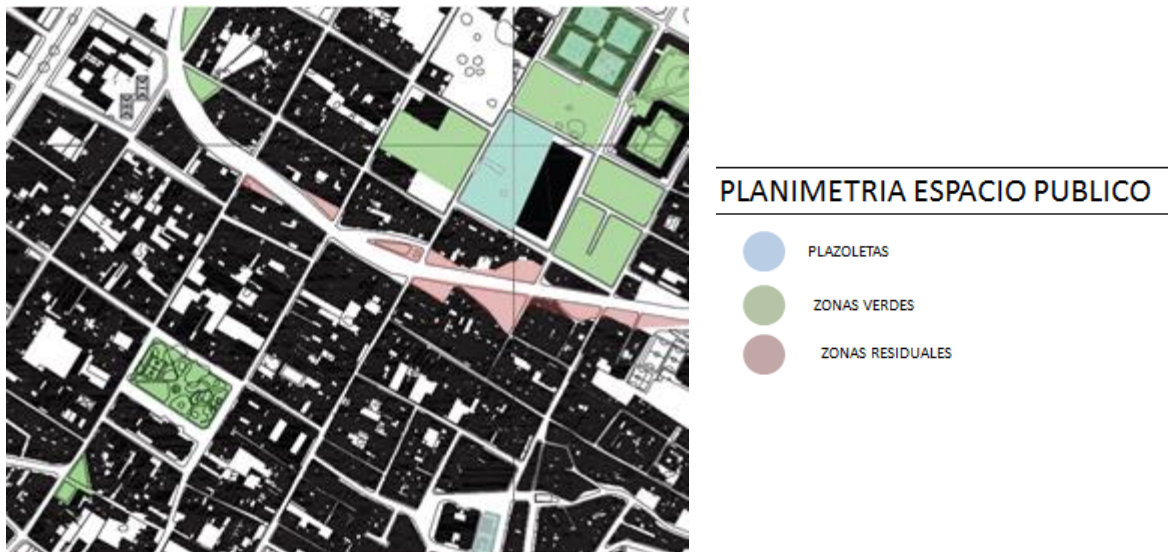 PLANIMETRIA ESPACIO PUBLICO
PLAZOLETAS
ZONAS VERDES
ZONAS RESIDUALES